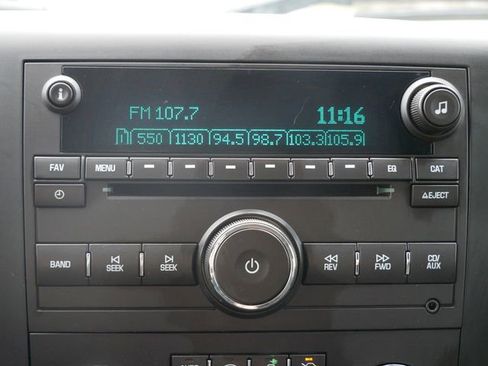 i
FM 107.7 11:16
1 550 1130 94.5 98.7 103.3 105.9
FAV MENU EQ CAT
EJECT
BAND SEEK SEEK REV FWD CD/
AUX